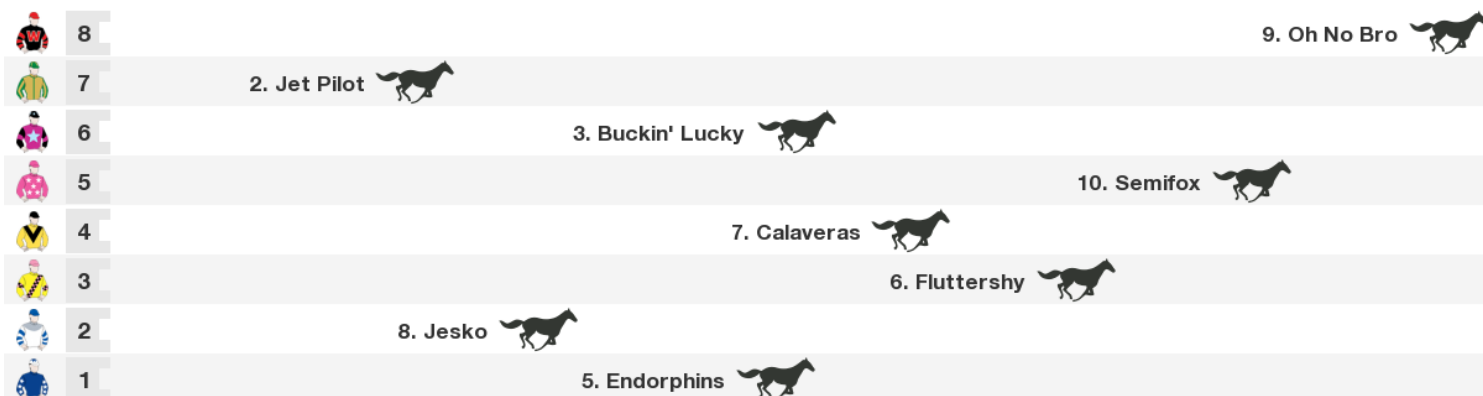 8 9. Oh No Bro
7 2. Jet Pilot
6 3. Buckin' Lucky
5 10. Semifox
4 7. Calaveras
3 6. Fluttershy
2 8. Jesko
1 5. Endorphins
W